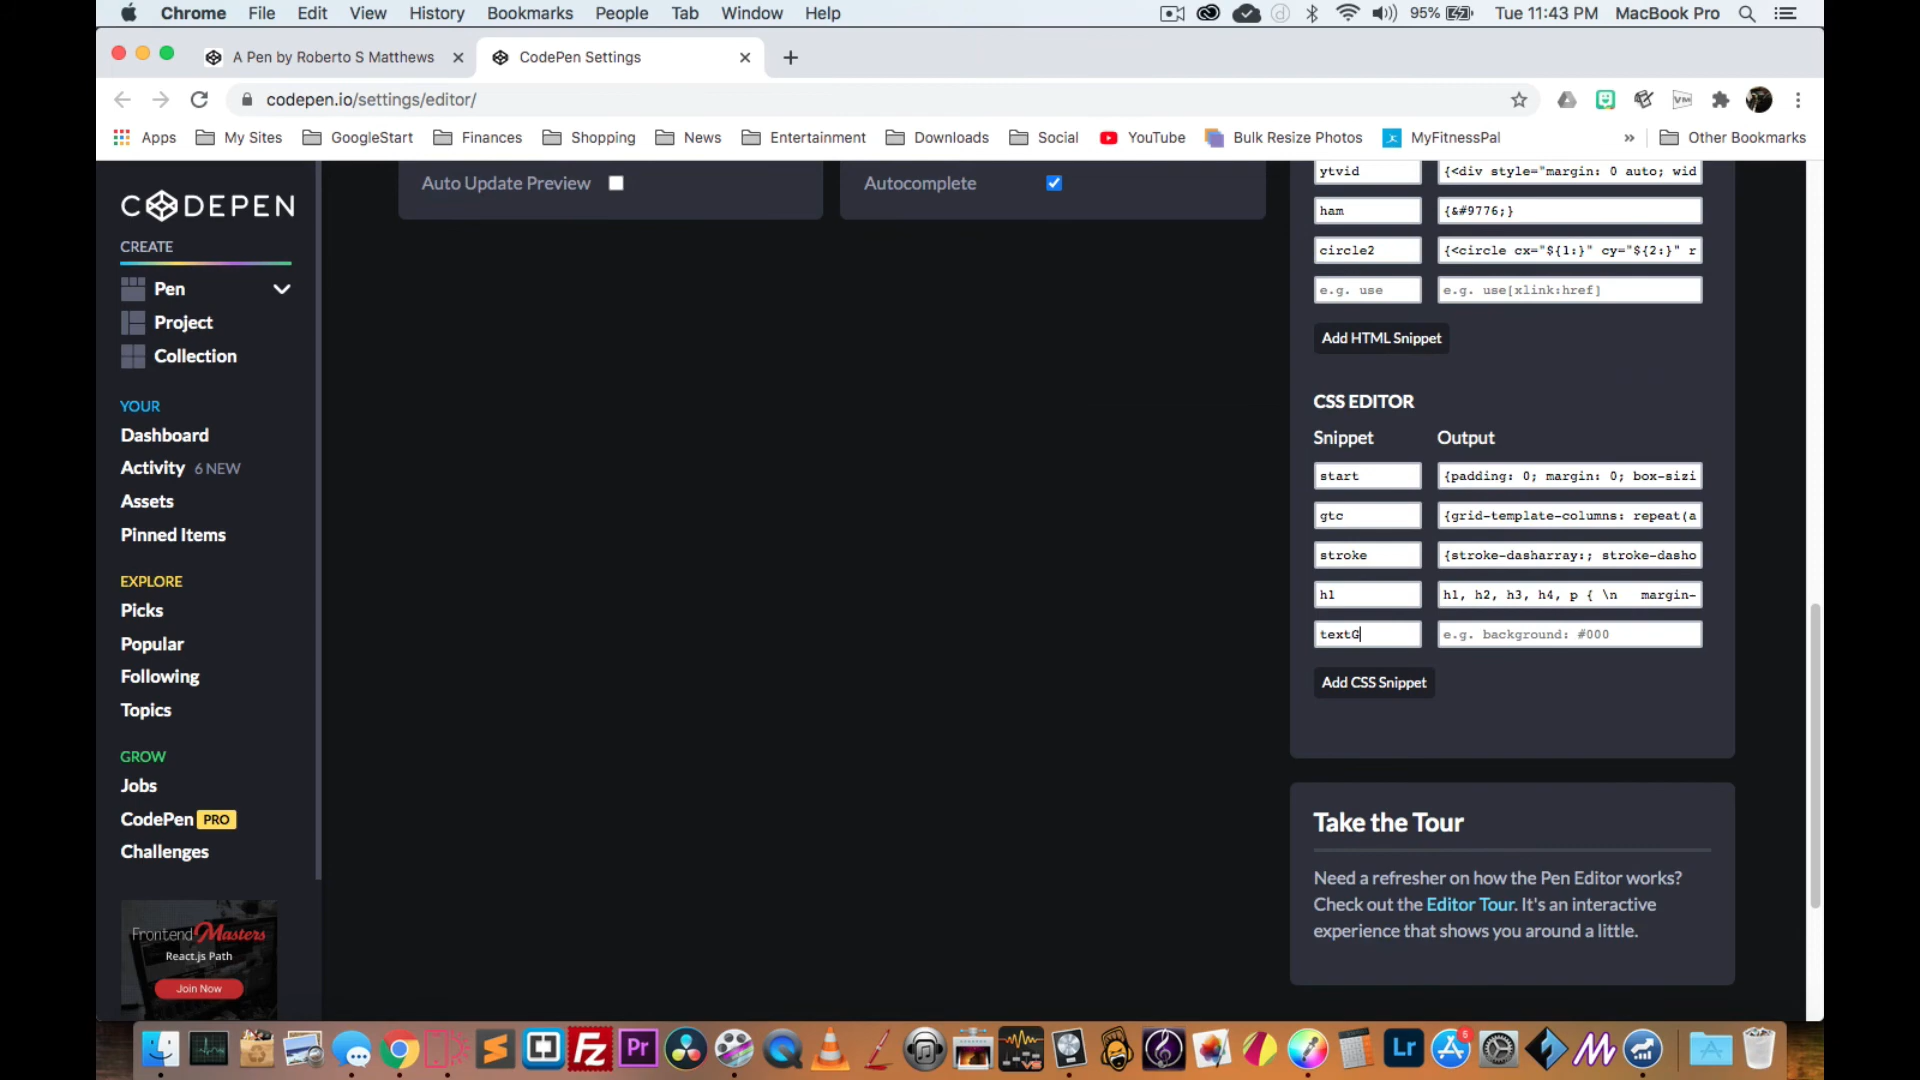 Chrome File Edit View History Bookmarks People Tab Window Help 95% Tue 11:43 PM MacBook Pro
A Pen by Roberto S Matthews CodePen Settings
codepen.io/settings/editor/
Apps My Sites GoogleStart Finances Shopping News Entertainment Downloads Social YouTube Bulk Resize Photos MyFitnessPal » Other Bookmarks
CODEPEN
CREATE
Pen
Project
Collection
YOUR
Dashboard
Activity 6 NEW
Assets
Pinned Items
EXPLORE
Picks
Popular
Following
Topics
GROW
Jobs
CodePen PRO
Challenges
Frontend Masters
React.js Path
Join Now
Auto Update Preview
Autocomplete
ytvid {<div style="margin: 0 auto; wid
ham {&#9776;}
circle2 {<circle cx="${1:}" cy="${2:}" r
e.g. use e.g. use[xlink:href]
Add HTML Snippet
CSS EDITOR
Snippet Output
start {padding: 0; margin: 0; box-sizi
gtc {grid-template-columns: repeat(a
stroke {stroke-dasharray:; stroke-dasho
h1 h1, h2, h3, h4, p { \n margin-
textG e.g. background: #000
Add CSS Snippet
Take the Tour
Need a refresher on how the Pen Editor works?
Check out the Editor Tour. It's an interactive
experience that shows you around a little.
Fz Pr Lr 6